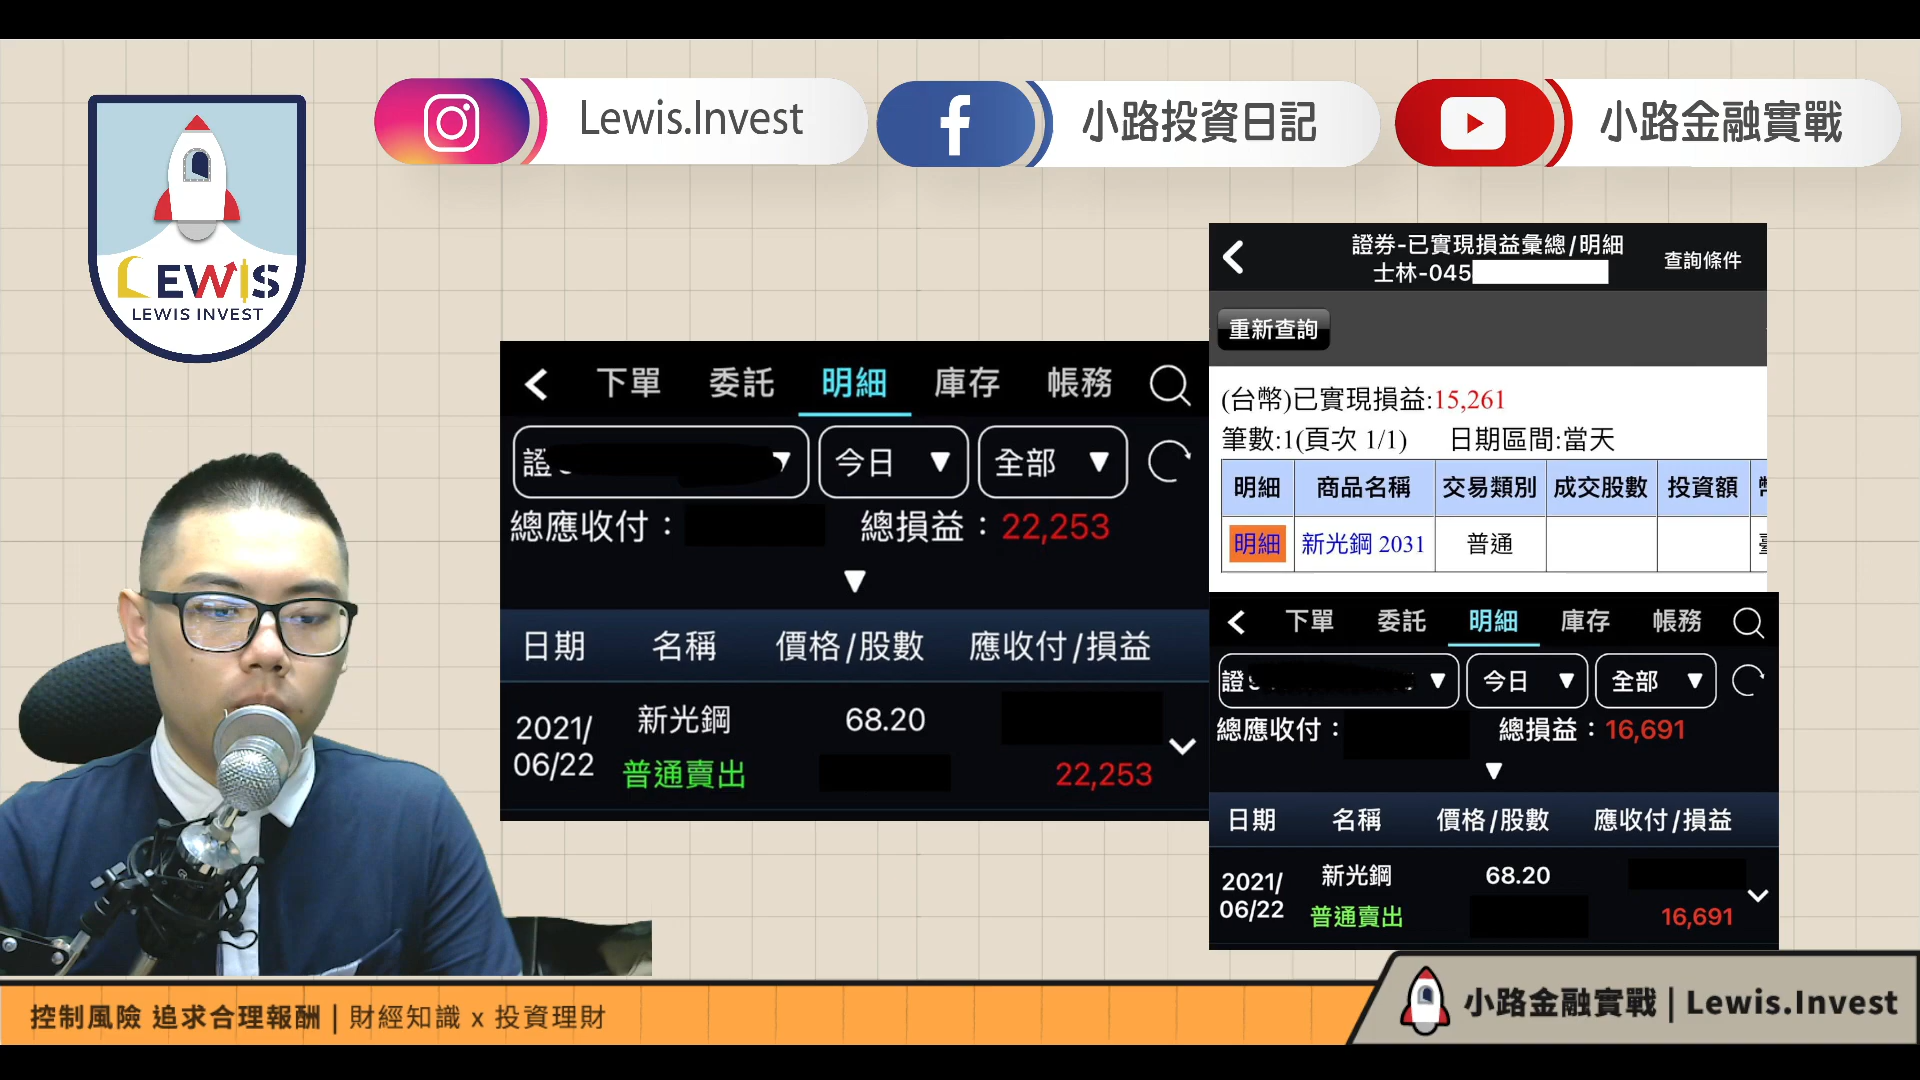 Lewis.Invest
小路投資日記
小路金融實戰
LEWIS
LEWIS INVEST
下單 委託 明細 庫存 帳務
證 今日 全部
總應收付： 總損益：22,253
日期 名稱 價格/股數 應收付/損益
2021/06/22 新光鋼 68.20
普通賣出 22,253
證券-已實現損益彙總/明細
士林-045
查詢條件
重新查詢
(台幣)已實現損益:15,261
筆數:1(頁次 1/1) 日期區間:當天
明細 商品名稱 交易類別 成交股數 投資額
明細 新光鋼 2031 普通
下單 委託 明細 庫存 帳務
證 今日 全部
總應收付： 總損益：16,691
日期 名稱 價格/股數 應收付/損益
2021/06/22 新光鋼 68.20
普通賣出 16,691
控制風險 追求合理報酬 | 財經知識 x 投資理財
小路金融實戰 | Lewis.Invest